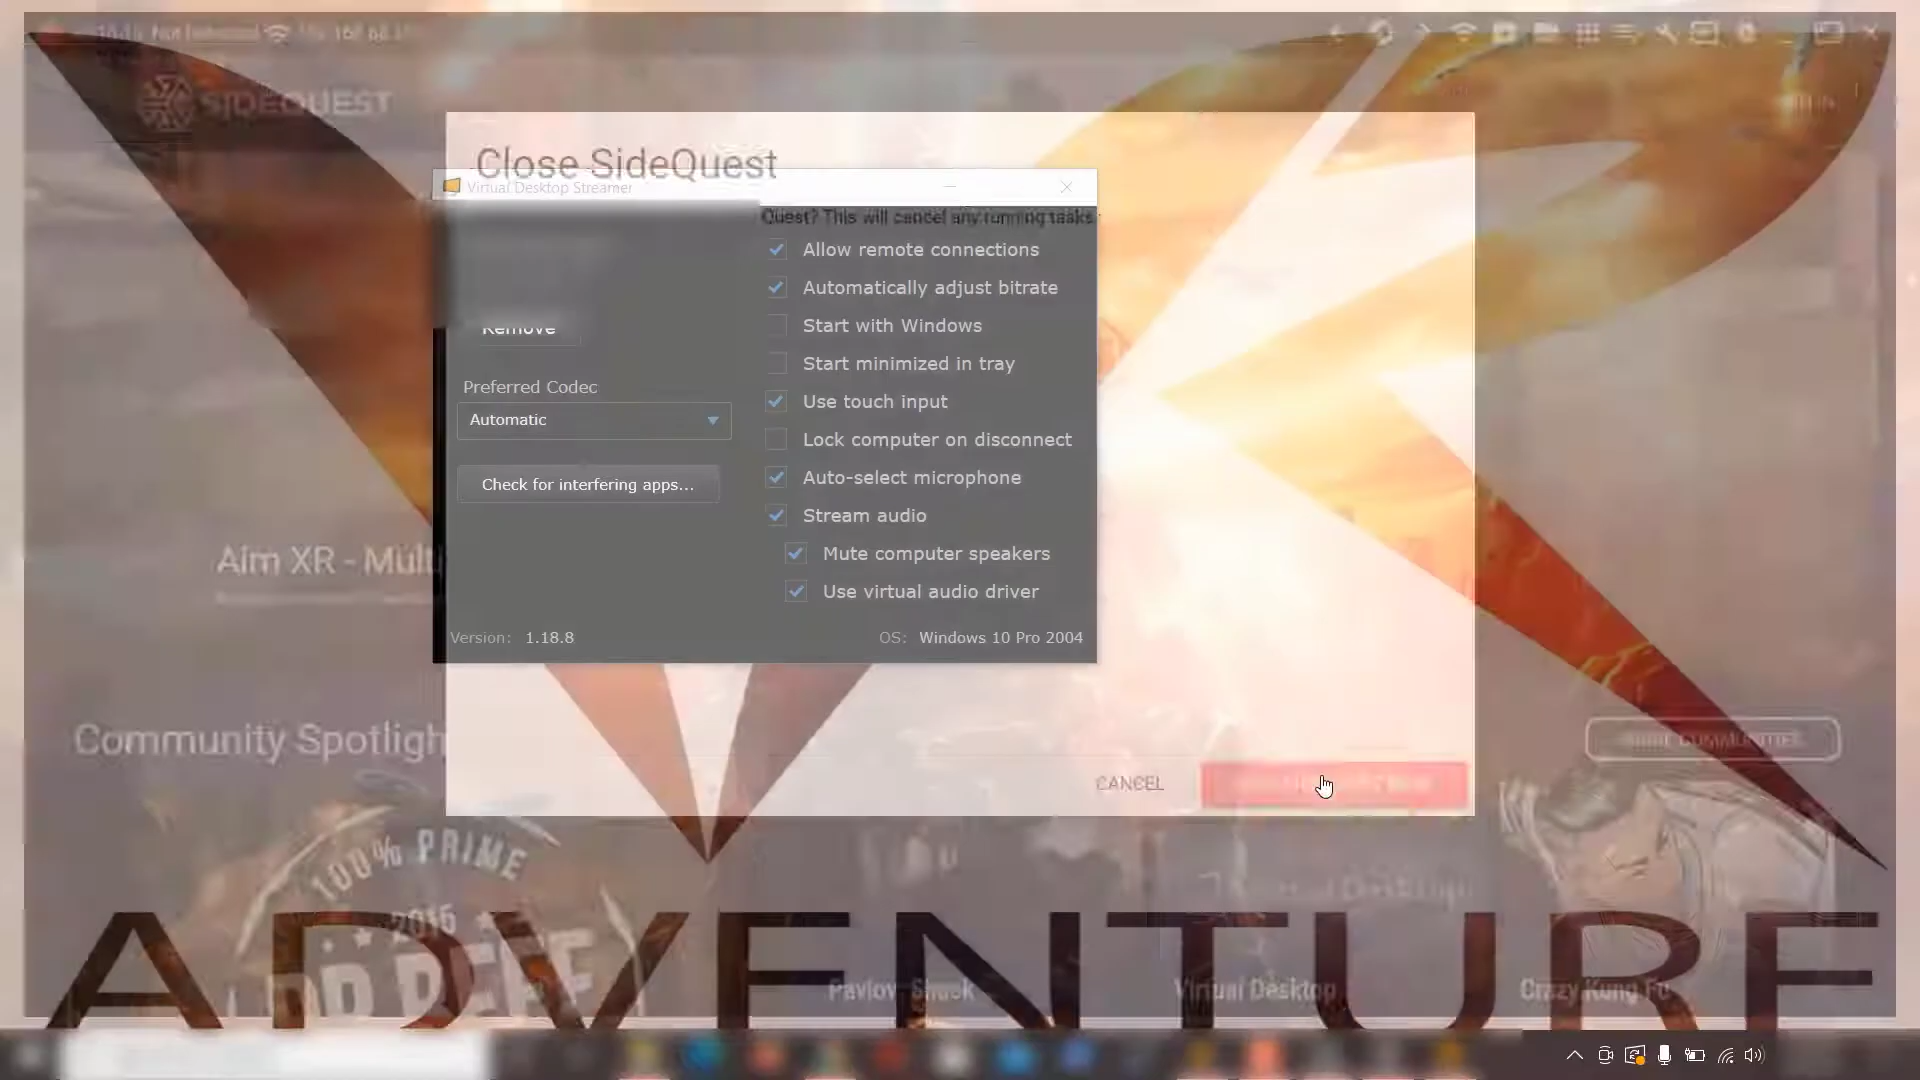 SIDEQUEST
Close SideQuest
Virtual Desktop Streamer
Quest? This will cancel any running tasks
Allow remote connections
Automatically adjust bitrate
Start with Windows
Remove
Start minimized in tray
Preferred Codec
Use touch input
Automatic
Lock computer on disconnect
Auto-select microphone
Check for interfering apps...
Stream audio
Mute computer speakers
Aim XR - Mult
Use virtual audio driver
Version: 1.18.8
OS: Windows 10 Pro 2004
Community Spotligh
MORE COMMUNITIES
CANCEL
100% PRIME
2016
ADVENTURE
Pavlov Shack
Virtual Desktop
Crazy Kung Fu